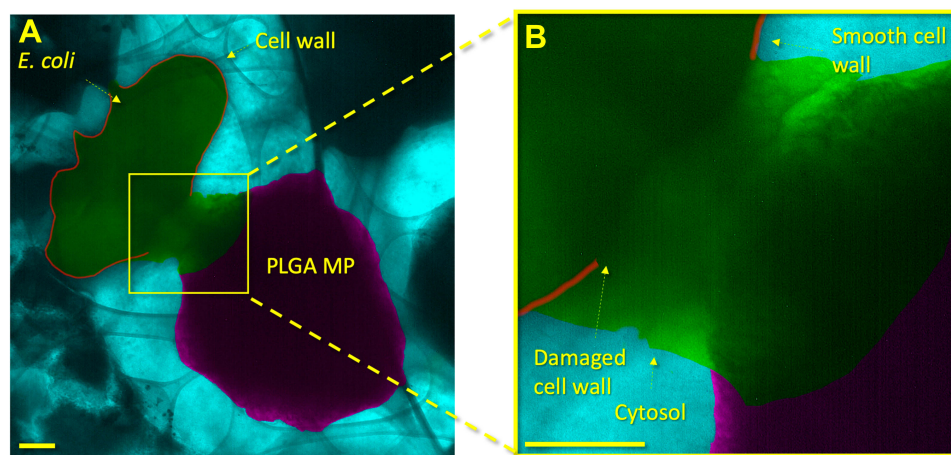 A
E. coli
Cell wall
PLGA MP
B
Smooth cell
wall
Damaged
cell wall
Cytosol